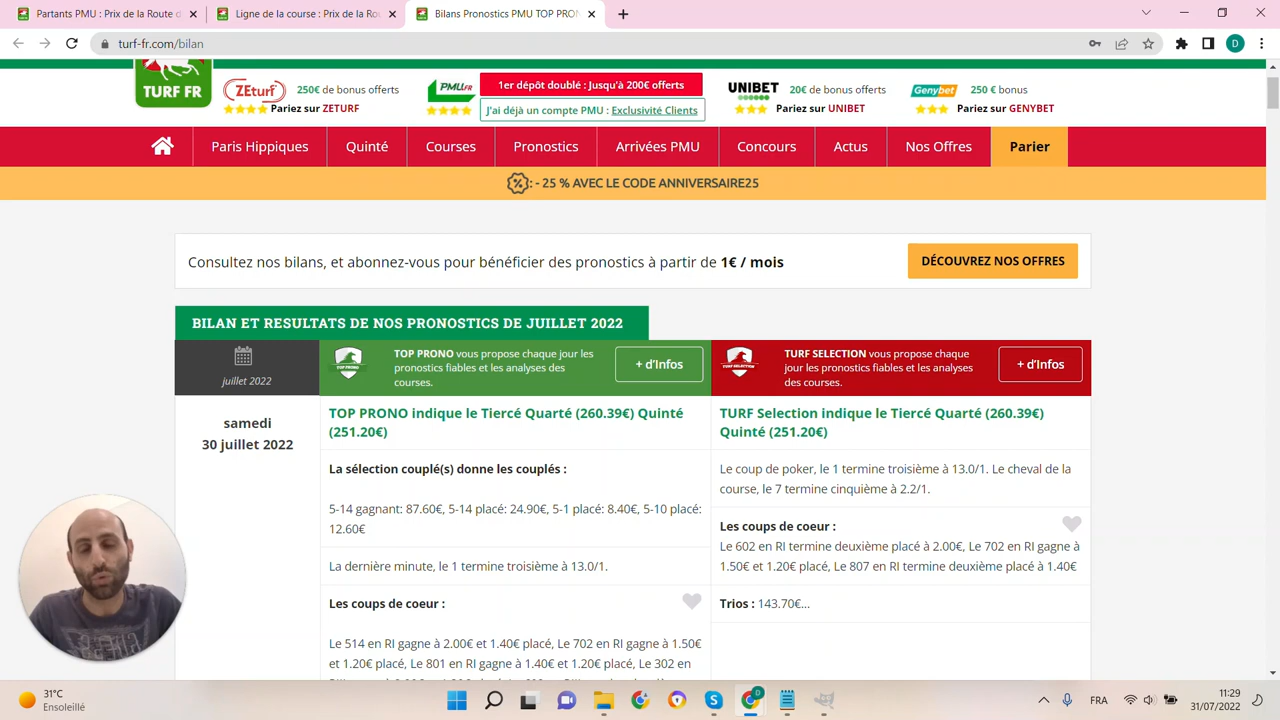 Partants PMU : Prix de la Route d
Ligne de la course : Prix de la Rou
Bilans Pronostics PMU TOP PRON
turf-fr.com/bilan
D
TURF FR
ZEturf
250€ de bonus offerts
Pariez sur ZETURF
PMU.FR
1er dépôt doublé : Jusqu'à 200€ offerts
J'ai déjà un compte PMU : Exclusivité Clients
UNIBET
20€ de bonus offerts
Pariez sur UNIBET
Genybet
250 € bonus
Pariez sur GENYBET
Paris Hippiques
Quinté
Courses
Pronostics
Arrivées PMU
Concours
Actus
Nos Offres
Parier
: - 25 % AVEC LE CODE ANNIVERSAIRE25
Consultez nos bilans, et abonnez-vous pour bénéficier des pronostics à partir de 1€ / mois
DÉCOUVREZ NOS OFFRES
BILAN ET RESULTATS DE NOS PRONOSTICS DE JUILLET 2022
juillet 2022
TOP PRONO
TOP PRONO vous propose chaque jour les
pronostics fiables et les analyses des
courses.
+ d'Infos
TURF SELECTION
TURF SELECTION vous propose chaque
jour les pronostics fiables et les analyses
des courses.
+ d'Infos
samedi
30 juillet 2022
TOP PRONO indique le Tiercé Quarté (260.39€) Quinté
(251.20€)
La sélection couplé(s) donne les couplés :
5-14 gagnant: 87.60€, 5-14 placé: 24.90€, 5-1 placé: 8.40€, 5-10 placé:
12.60€
La dernière minute, le 1 termine troisième à 13.0/1.
Les coups de coeur :
Le 514 en RI gagne à 2.00€ et 1.40€ placé, Le 702 en RI gagne à 1.50€
et 1.20€ placé, Le 801 en RI gagne à 1.40€ et 1.20€ placé, Le 302 en
TURF Selection indique le Tiercé Quarté (260.39€)
Quinté (251.20€)
Le coup de poker, le 1 termine troisième à 13.0/1. Le cheval de la
course, le 7 termine cinquième à 2.2/1.
Les coups de coeur :
Le 602 en RI termine deuxième placé à 2.00€, Le 702 en RI gagne à
1.50€ et 1.20€ placé, Le 807 en RI termine deuxième placé à 1.40€
Trios : 143.70€...
31°C
Ensoleillé
FRA
11:29
31/07/2022